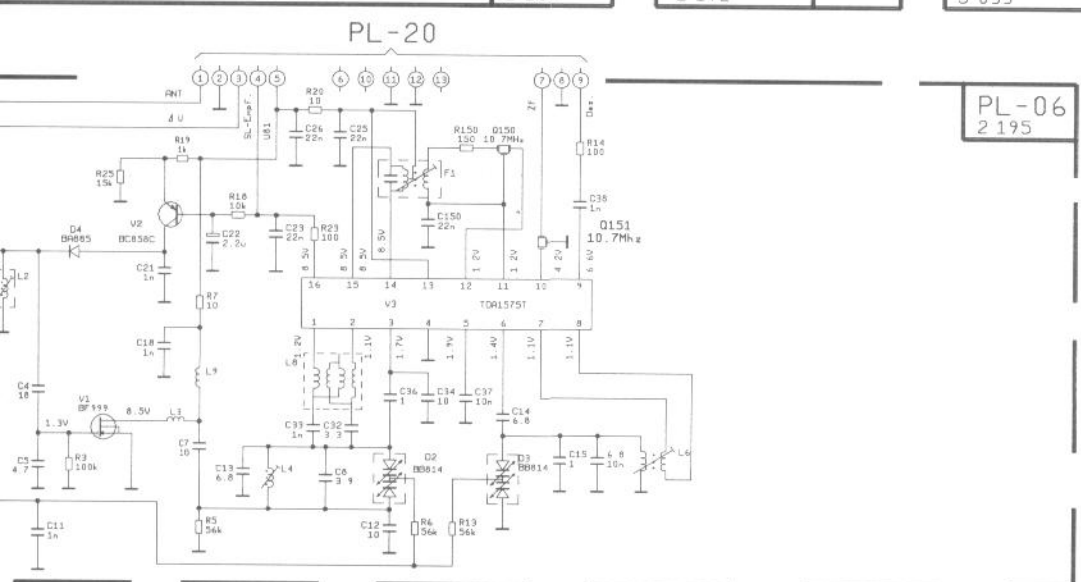 PL-20
1 2 3 4 5 6 10 11 12 13 7 8 9
PL-06
2 195
ANT
ΔU
SL-Empf.
UB1
ZF
R19
1k
R25
15k
R20
10
C26
22n
C25
22n
R150
150
Q150
10.7MHz
R14
100
C38
1n
F1
C150
22n
Q151
10.7Mhz
R18
10k
V2
BC858C
C22
2.2u
C23
22n
R23
100
D4
BA885
L2
C21
1n
R7
10
8.5V
8.5V
8.5V
8.5V
1.2V
1.2V
4.2V
6.6V
16 15 14 13 12 11 10 9
V3
TDA1575T
1 2 3 4 5 6 7 8
1.2V
1.1V
1.7V
1.9V
1.4V
1.1V
1.1V
C18
1n
L9
L8
C4
18
V1
BF999
8.5V
L3
1.3V
C36
1
C34
18
C37
10n
C14
6.8
C33
1n
C32
3.3
C7
10
C5
4.7
R3
100k
C13
6.8
L4
C8
3.9
D2
BB814
D3
BB814
C15
1
6.8
10n
L6
C11
1n
R5
56k
C12
10
R6
56k
R13
56k